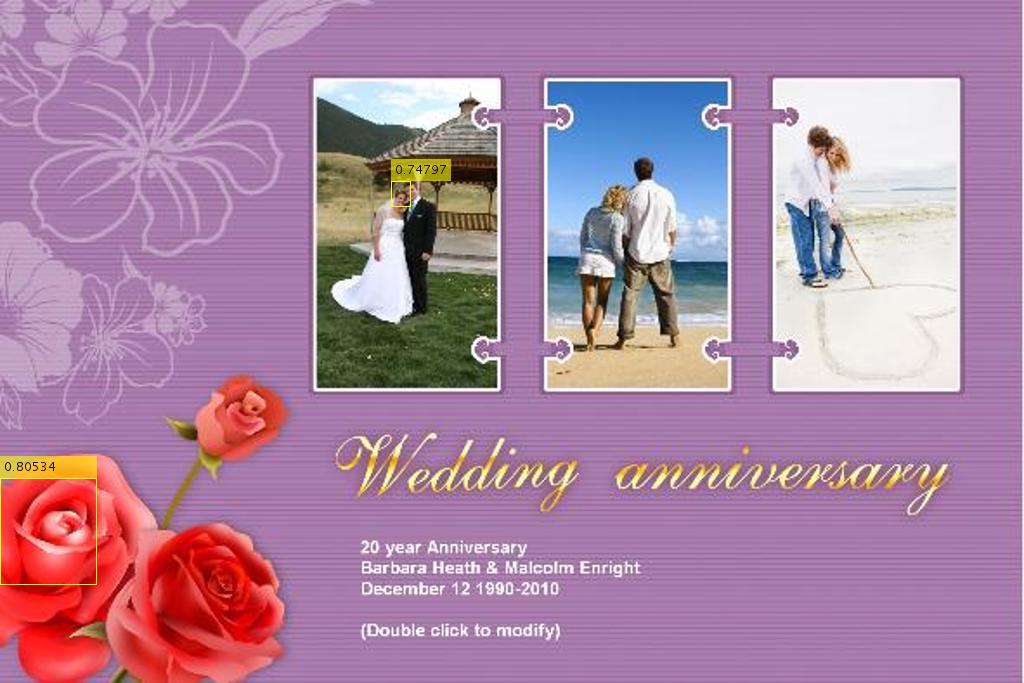 0.74797
0.80534
Wedding anniversary
20 year Anniversary
Barbara Heath & Malcolm Enright
December 12 1990-2010
(Double click to modify)